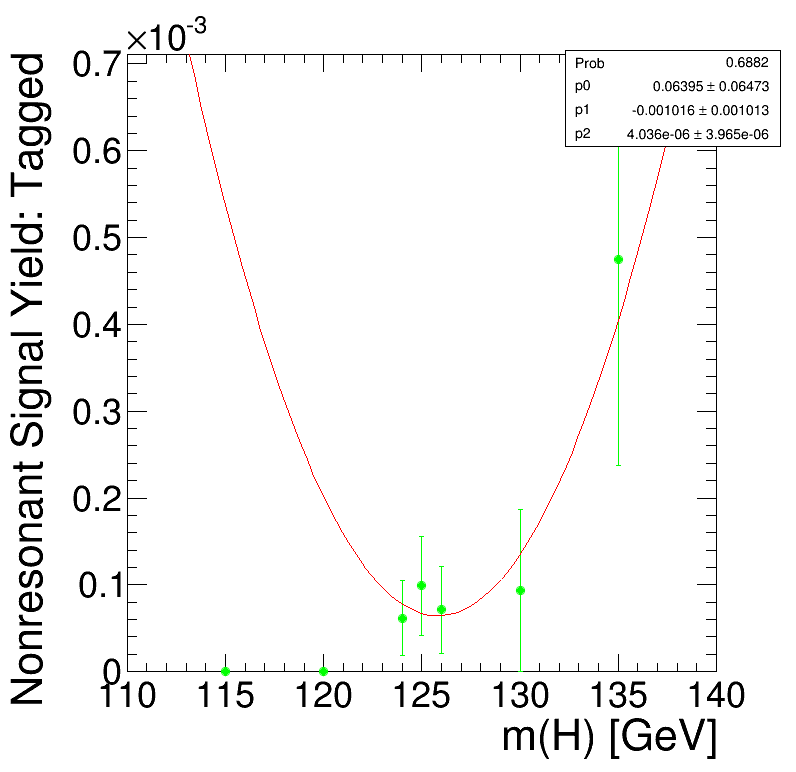 ×10⁻³
Nonresonant Signal Yield: Tagged
0.7
0.6
0.5
0.4
0.3
0.2
0.1
0
Prob 0.6882
p0 0.06395 ± 0.06473
p1 -0.001016 ± 0.001013
p2 4.036e-06 ± 3.965e-06
110 115 120 125 130 135 140
m(H) [GeV]